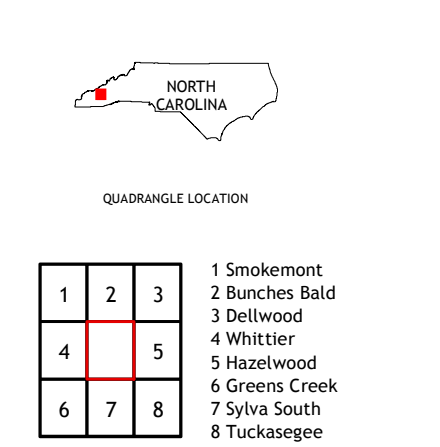 NORTH
CAROLINA
QUADRANGLE LOCATION
1 2 3
4 5
6 7 8
1 Smokemont
2 Bunches Bald
3 Dellwood
4 Whittier
5 Hazelwood
6 Greens Creek
7 Sylva South
8 Tuckasegee